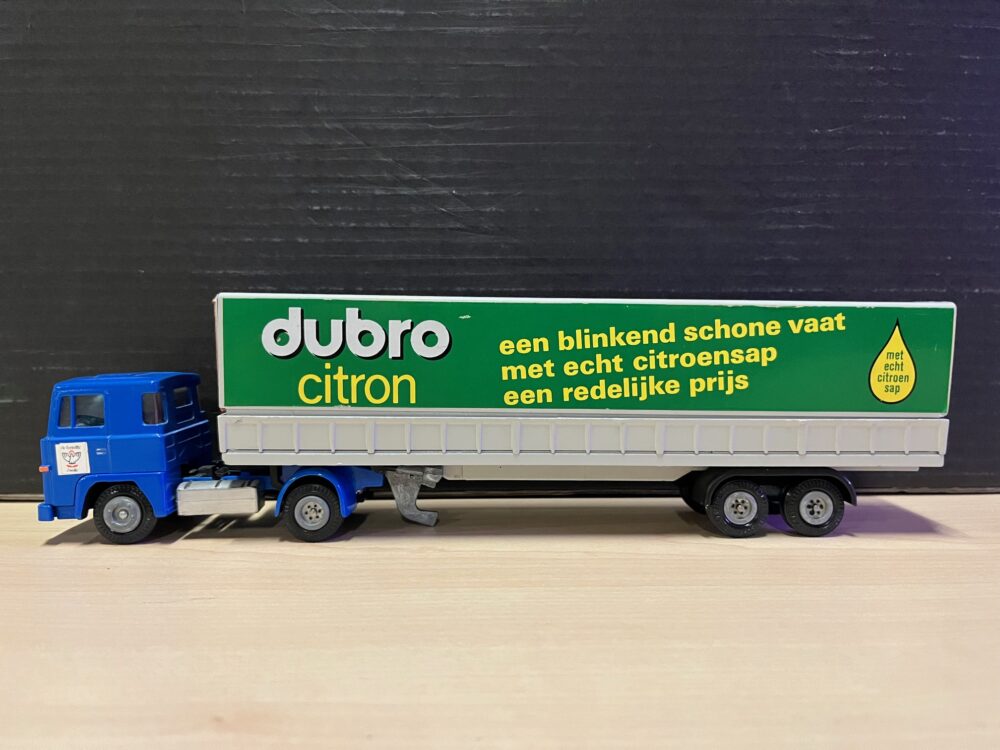 dubro
citron
een blinkend schone vaat
met echt citroensap
een redelijke prijs
met
echt
citroen
sap